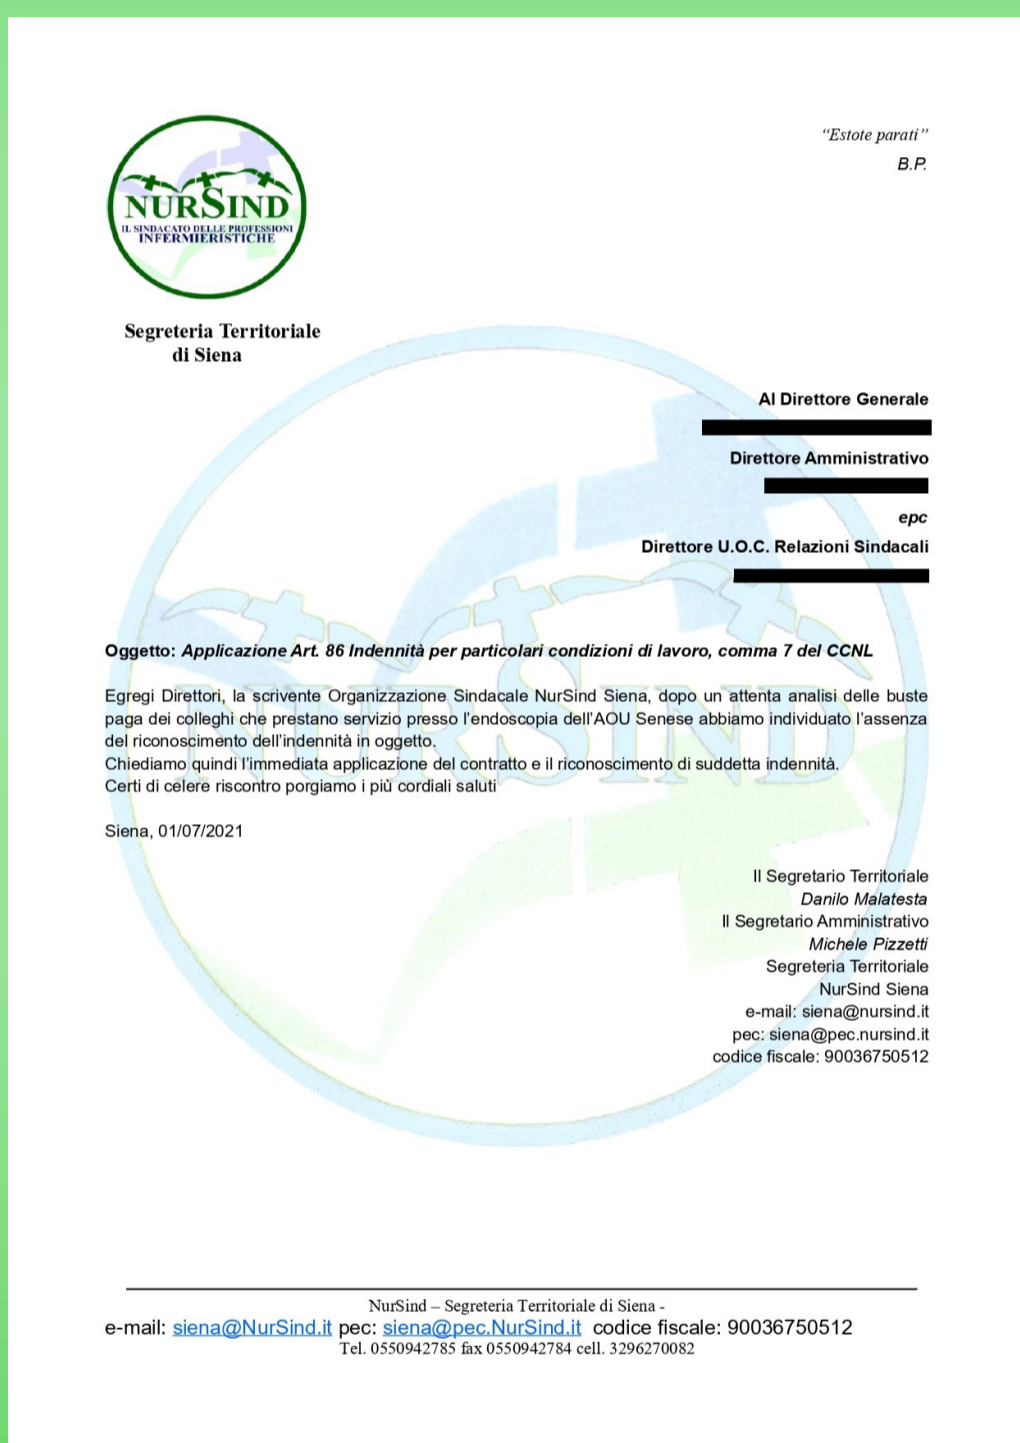 NURSIND
IL SINDACATO DELLE PROFESSIONI
INFERMIERISTICHE
“Estote parati”
B.P.
Segreteria Territoriale
di Siena
Al Direttore Generale
Direttore Amministrativo
epc
Direttore U.O.C. Relazioni Sindacali
Oggetto: Applicazione Art. 86 Indennità per particolari condizioni di lavoro, comma 7 del CCNL
Egregi Direttori, la scrivente Organizzazione Sindacale NurSind Siena, dopo un attenta analisi delle buste
paga dei colleghi che prestano servizio presso l’endoscopia dell’AOU Senese abbiamo individuato l’assenza
del riconoscimento dell’indennità in oggetto.
Chiediamo quindi l’immediata applicazione del contratto e il riconoscimento di suddetta indennità.
Certi di celere riscontro porgiamo i più cordiali saluti
Siena, 01/07/2021
Il Segretario Territoriale
Danilo Malatesta
Il Segretario Amministrativo
Michele Pizzetti
Segreteria Territoriale
NurSind Siena
e-mail: siena@nursind.it
pec: siena@pec.nursind.it
codice fiscale: 90036750512
NURSIND
NurSind – Segreteria Territoriale di Siena -
e-mail: siena@NurSind.it pec: siena@pec.NurSind.it codice fiscale: 90036750512
Tel. 0550942785 fax 0550942784 cell. 3296270082